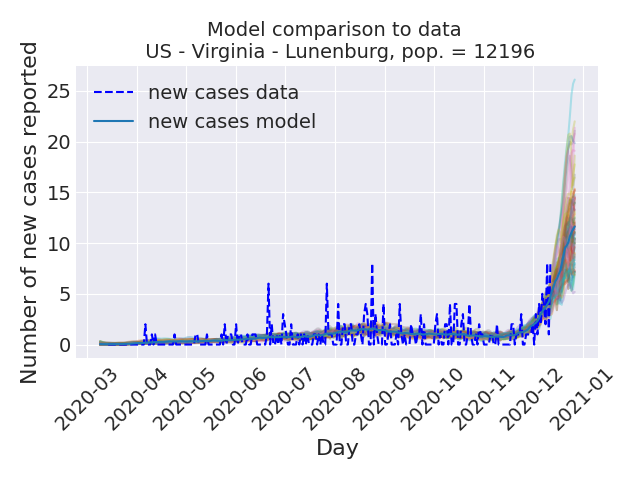 Model comparison to data
US - Virginia - Lunenburg, pop. = 12196
Number of new cases reported
25
20
15
10
5
0
new cases data
new cases model
2020-03
2020-04
2020-05
2020-06
2020-07
2020-08
2020-09
2020-10
2020-11
2020-12
2021-01
Day